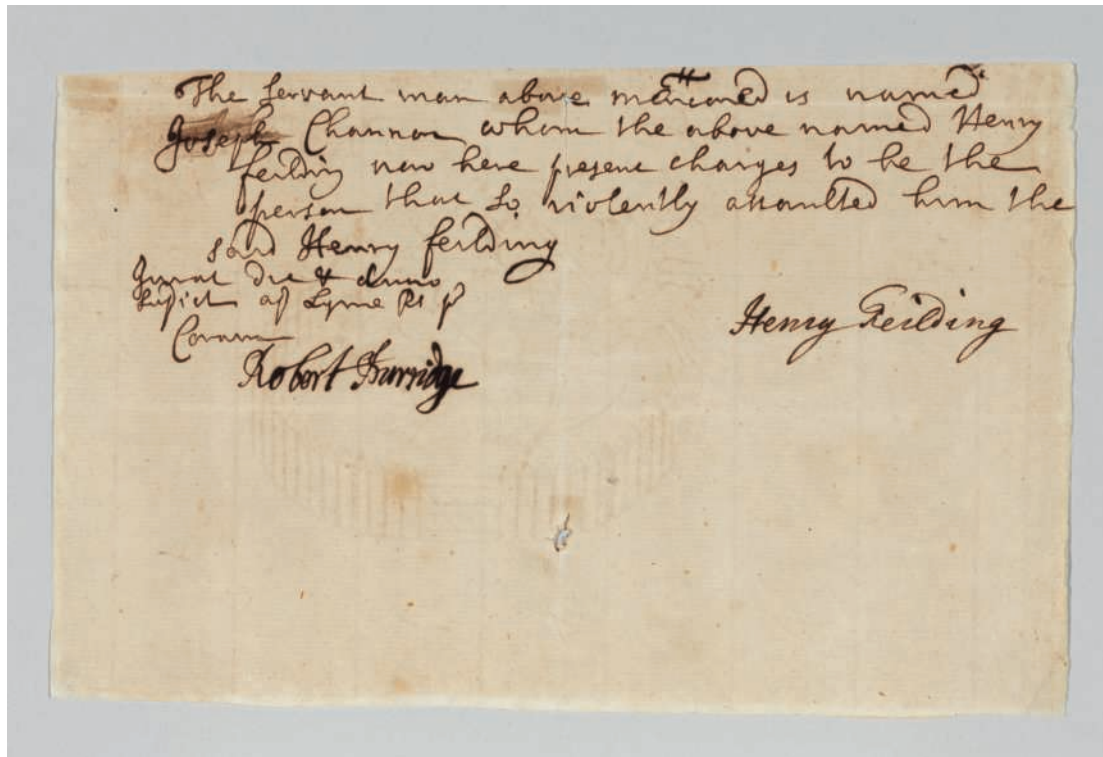 The servant man above mentioned is named
Joseph Channon whom the above named Henry
feilding now here present charges to be the
person that so violently assaulted him the
said Henry feilding
Jurat Die & Anno
Lyme Rs
Coram
Henry Feilding
Robert Burridge